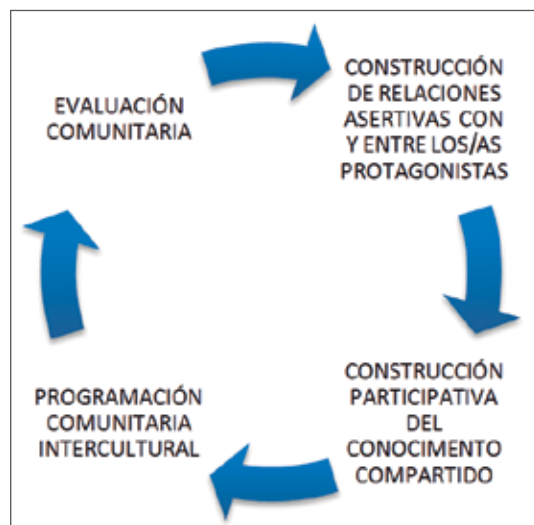 EVALUACIÓN
COMUNITARIA
CONSTRUCCIÓN
DE RELACIONES
ASERTIVAS CON
Y ENTRE LOS/AS
PROTAGONISTAS
CONSTRUCCIÓN
PARTICIPATIVA
DEL
CONOCIMENTO
COMPARTIDO
PROGRAMACIÓN
COMUNITARIA
INTERCULTURAL